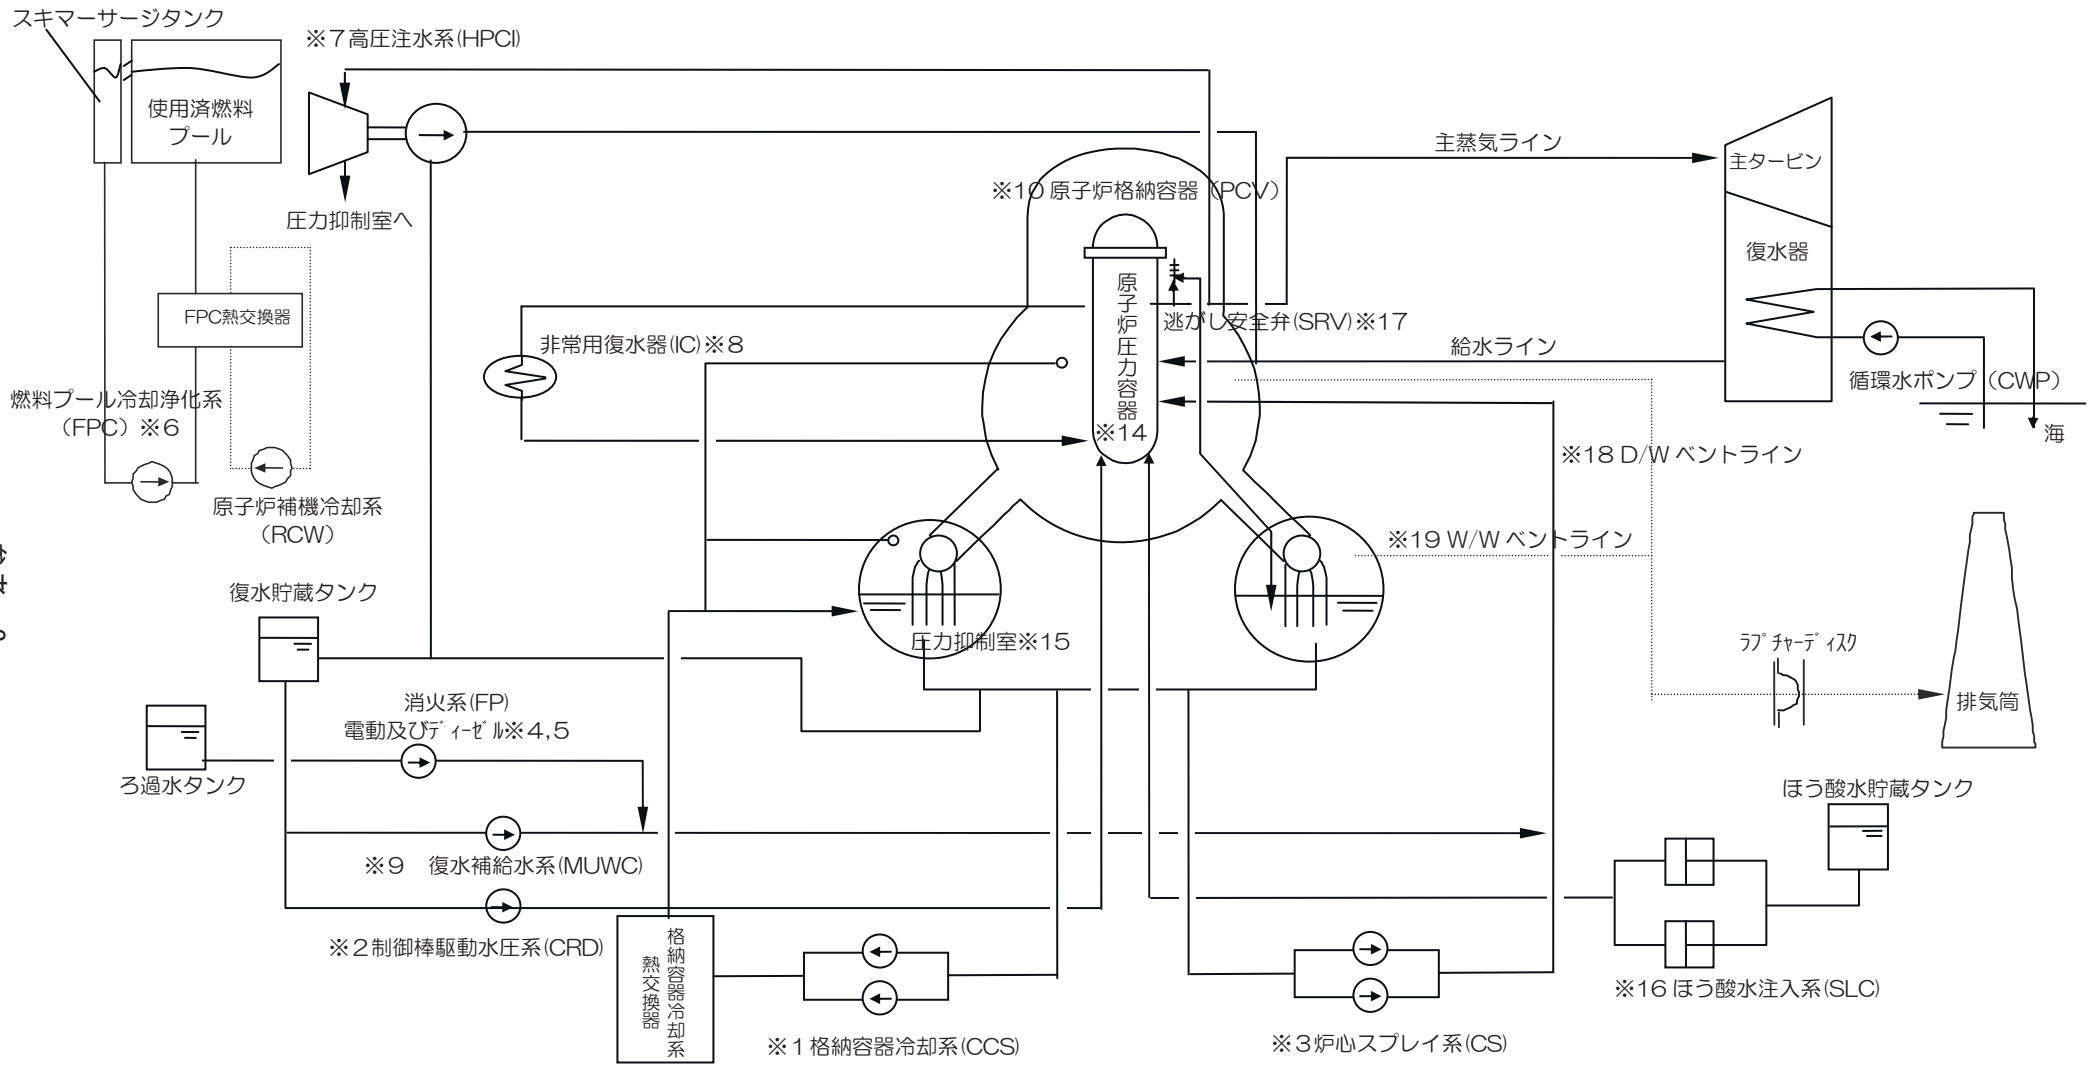 スキマーサージタンク
※7高圧注水系(HPCI)
使用済燃料
プール
主蒸気ライン
主タービン
※10 原子炉格納容器（PCV）
圧力抑制室へ
復水器
原子炉圧力容器
※14
FPC熱交換器
逃がし安全弁(SRV)※17
非常用復水器(IC)※8
給水ライン
循環水ポンプ（CWP）
燃料プール冷却浄化系
（FPC）※6
海
※18 D/W ベントライン
原子炉補機冷却系
（RCW）
※19 W/W ベントライン
復水貯蔵タンク
圧力抑制室※15
ﾗﾌﾟﾁｬｰﾃﾞｨｽｸ
消火系(FP)
電動及びﾃﾞｨｰｾﾞﾙ※4,5
排気筒
ろ過水タンク
ほう酸水貯蔵タンク
※9　復水補給水系(MUWC)
※2制御棒駆動水圧系(CRD)
格納容器冷却系
熱交換器
※16 ほう酸水注入系(SLC)
※1格納容器冷却系(CCS)
※3炉心スプレイ系(CS)